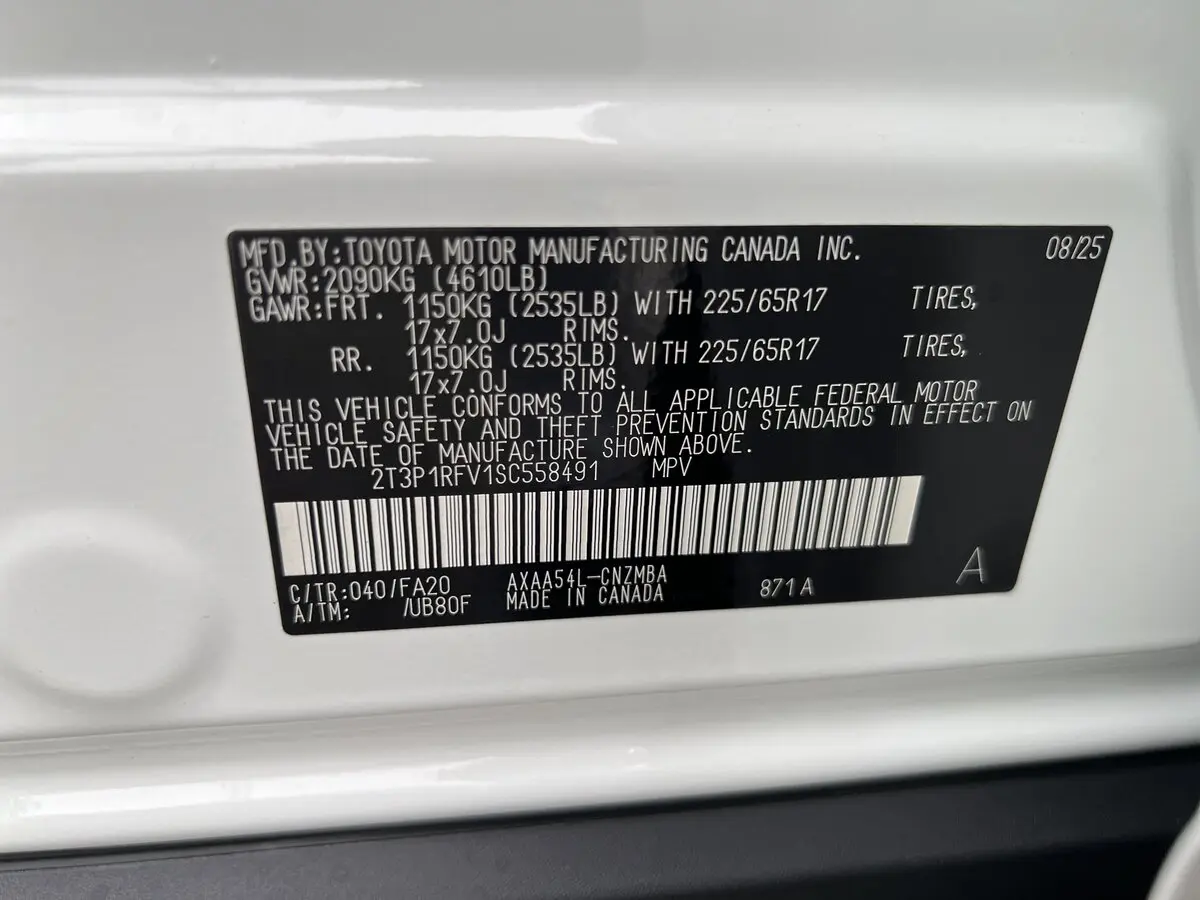 MFD.BY:TOYOTA MOTOR MANUFACTURING CANADA INC. 08/25
GVWR:2090KG (4610LB)
GAWR:FRT. 1150KG (2535LB) WITH 225/65R17 TIRES,
17x7.0J RIMS.
RR. 1150KG (2535LB) WITH 225/65R17 TIRES,
17x7.0J RIMS.
THIS VEHICLE CONFORMS TO ALL APPLICABLE FEDERAL MOTOR
VEHICLE SAFETY AND THEFT PREVENTION STANDARDS IN EFFECT ON
THE DATE OF MANUFACTURE SHOWN ABOVE.
2T3P1RFV1SC558491 MPV
C/TR:040/FA20 AXAA54L-CNZMBA 871A A
A/TM: /UB80F MADE IN CANADA